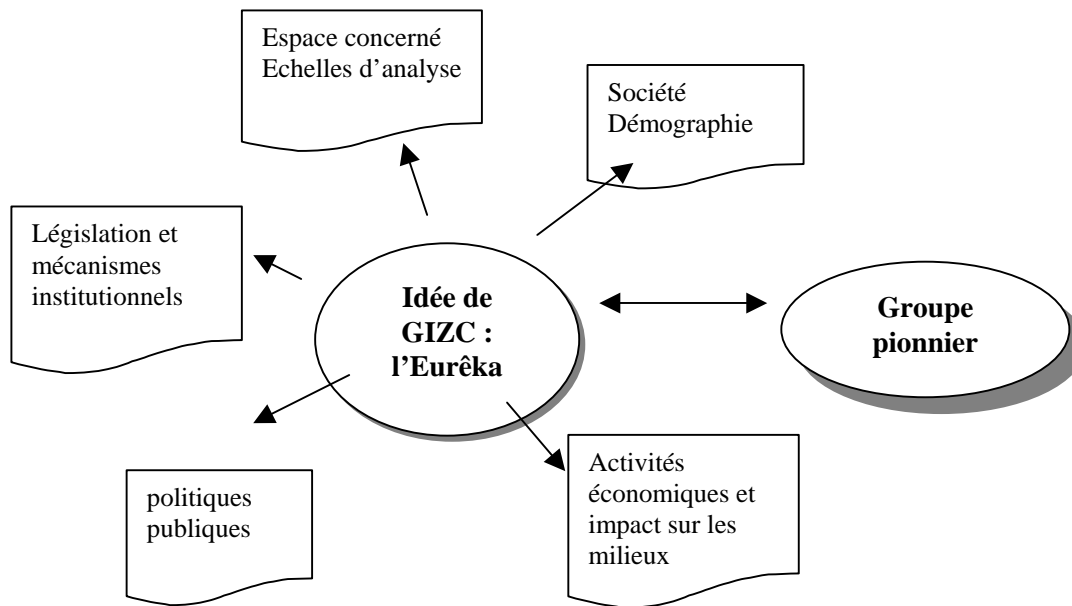 Espace concerné
Echelles d’analyse
Société
Démographie
Législation et
mécanismes
institutionnels
Idée de
GIZC :
l’Eurêka
Groupe
pionnier
politiques
publiques
Activités
économiques et
impact sur les
milieux